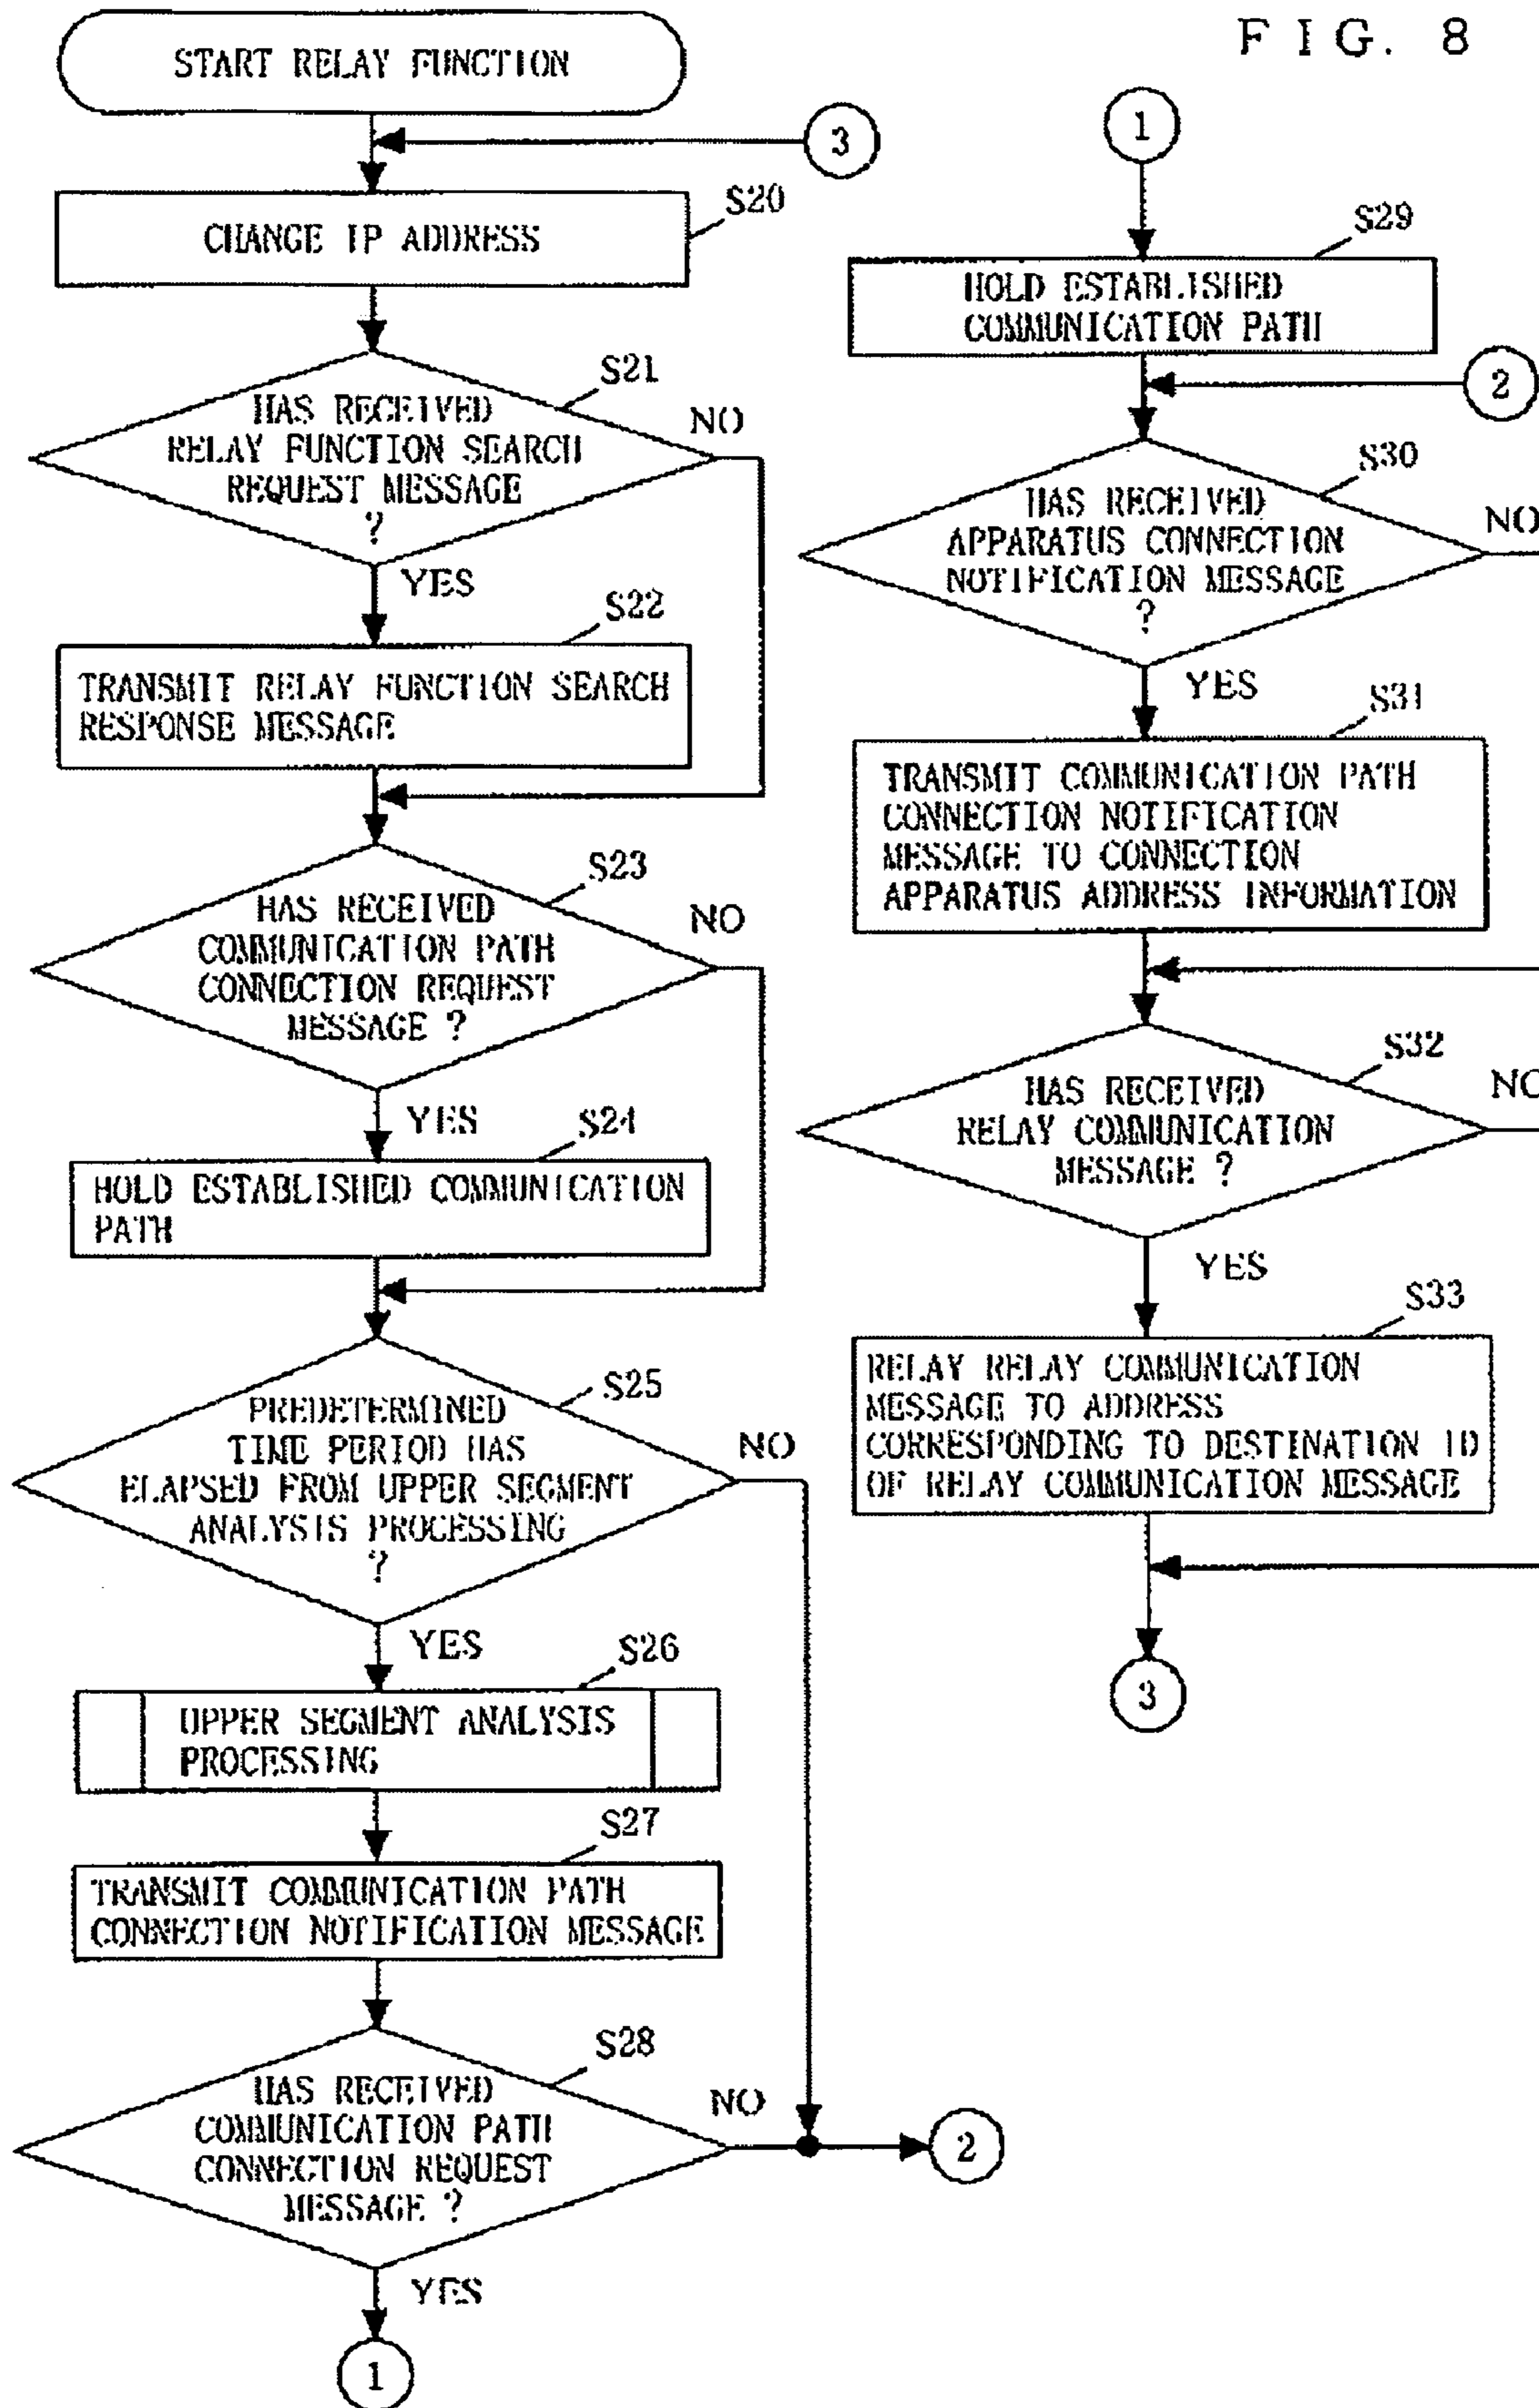 FIG. 8
START RELAY FUNCTION
3
S20
CHANGE IP ADDRESS
S21
HAS RECEIVED
RELAY FUNCTION SEARCH
REQUEST MESSAGE
?
NO
YES
S22
TRANSMIT RELAY FUNCTION SEARCH
RESPONSE MESSAGE
S23
HAS RECEIVED
COMMUNICATION PATH
CONNECTION REQUEST
MESSAGE ?
NO
YES
S24
HOLD ESTABLISHED COMMUNICATION
PATH
S25
PREDETERMINED
TIME PERIOD HAS
ELAPSED FROM UPPER SEGMENT
ANALYSIS PROCESSING
?
NO
YES
S26
UPPER SEGMENT ANALYSIS
PROCESSING
S27
TRANSMIT COMMUNICATION PATH
CONNECTION NOTIFICATION MESSAGE
S28
HAS RECEIVED
COMMUNICATION PATH
CONNECTION REQUEST
MESSAGE ?
NO
2
YES
1
1
S29
HOLD ESTABLISHED
COMMUNICATION PATH
2
S30
HAS RECEIVED
APPARATUS CONNECTION
NOTIFICATION MESSAGE
?
NO
YES
S31
TRANSMIT COMMUNICATION PATH
CONNECTION NOTIFICATION
MESSAGE TO CONNECTION
APPARATUS ADDRESS INFORMATION
S32
HAS RECEIVED
RELAY COMMUNICATION
MESSAGE ?
NO
YES
S33
RELAY RELAY COMMUNICATION
MESSAGE TO ADDRESS
CORRESPONDING TO DESTINATION ID
OF RELAY COMMUNICATION MESSAGE
3